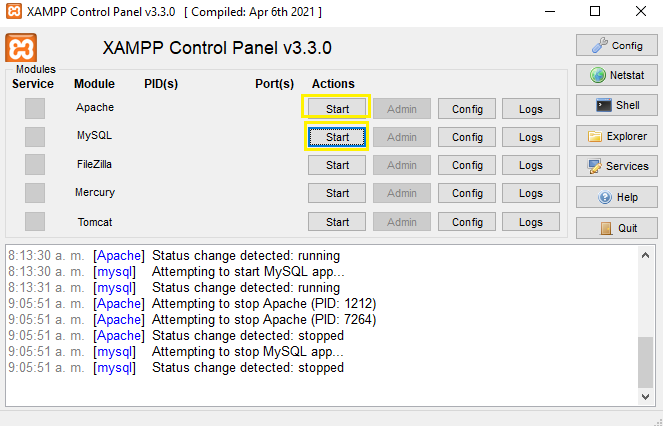 XAMPP Control Panel v3.3.0 [ Compiled: Apr 6th 2021 ]
XAMPP Control Panel v3.3.0
Config
Modules
Service Module PID(s) Port(s) Actions
Netstat
Apache Start Admin Config Logs
Shell
MySQL Start Admin Config Logs
Explorer
FileZilla Start Admin Config Logs
Services
Mercury Start Admin Config Logs
Help
Tomcat Start Admin Config Logs
Quit
8:13:30 a. m. [Apache] Status change detected: running
8:13:30 a. m. [mysql] Attempting to start MySQL app...
8:13:31 a. m. [mysql] Status change detected: running
9:05:51 a. m. [Apache] Attempting to stop Apache (PID: 1212)
9:05:51 a. m. [Apache] Attempting to stop Apache (PID: 7264)
9:05:51 a. m. [Apache] Status change detected: stopped
9:05:51 a. m. [mysql] Attempting to stop MySQL app...
9:05:51 a. m. [mysql] Status change detected: stopped